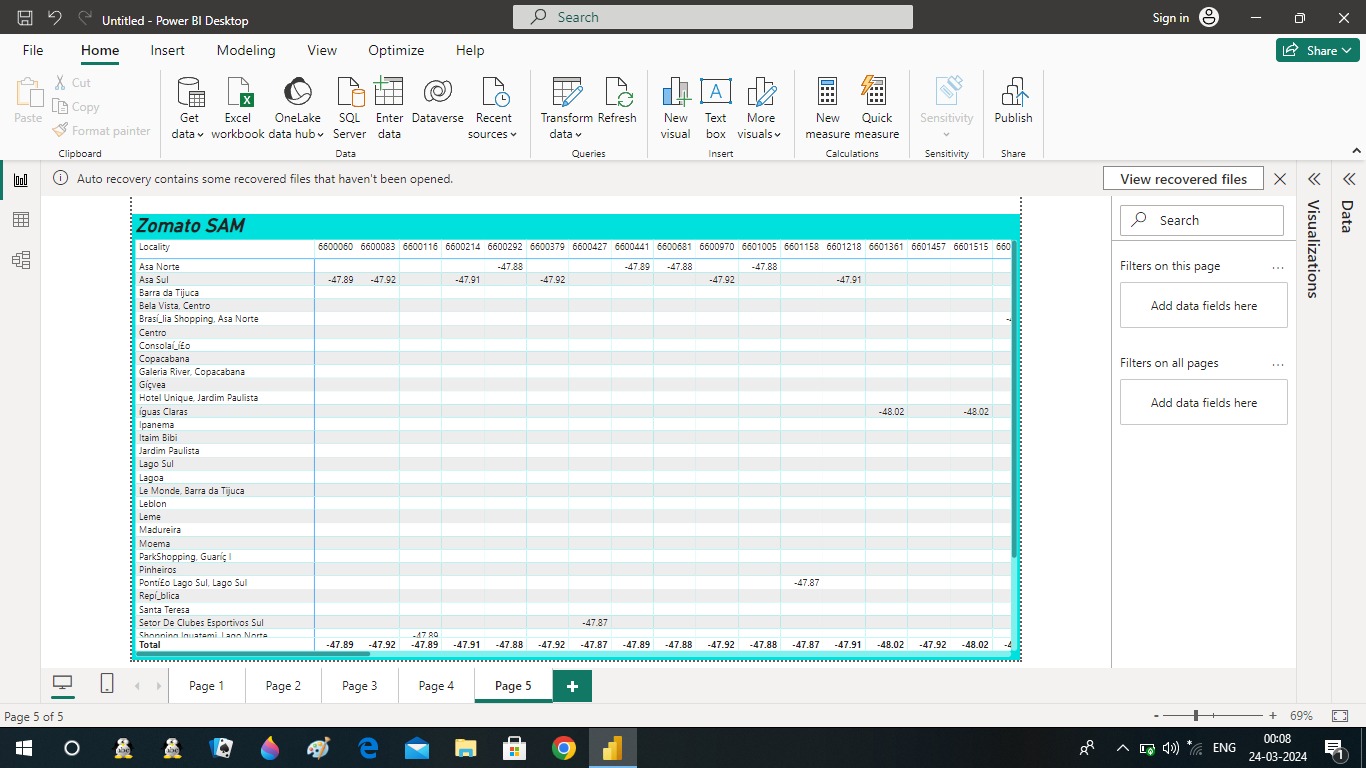 Untitled - Power BI Desktop
Search
Sign in
File Home Insert Modeling View Optimize Help
Share
Paste
Cut
Copy
Format painter
Clipboard
Get data
Excel workbook
OneLake data hub
SQL Server
Enter data
Dataverse
Recent sources
Data
Transform data
Refresh
Queries
New visual
Text box
More visuals
Insert
New measure
Quick measure
Calculations
Sensitivity
Sensitivity
Publish
Share
Auto recovery contains some recovered files that haven't been opened.
View recovered files
Zomato SAM
Locality 6600060 6600083 6600116 6600214 6600292 6600379 6600427 6600441 6600681 6600970 6601005 6601158 6601218 6601361 6601457 6601515 660
Asa Norte -47.88 -47.89 -47.88 -47.88
Asa Sul -47.89 -47.92 -47.91 -47.92 -47.92 -47.91
Barra da Tijuca
Bela Vista, Centro
Brasí_lia Shopping, Asa Norte
Centro
Consolaí_í£o
Copacabana
Galeria River, Copacabana
Gíçvea
Hotel Unique, Jardim Paulista
íguas Claras -48.02 -48.02
Ipanema
Itaim Bibi
Jardim Paulista
Lago Sul
Lagoa
Le Monde, Barra da Tijuca
Leblon
Leme
Madureira
Moema
ParkShopping, Guaríç I
Pinheiros
Pontí£o Lago Sul, Lago Sul -47.87
Repí_blica
Santa Teresa
Setor De Clubes Esportivos Sul -47.87
Shopping Iguatemi, Lago Norte -47.89
Total -47.89 -47.92 -47.89 -47.91 -47.88 -47.92 -47.87 -47.89 -47.88 -47.92 -47.88 -47.87 -47.91 -48.02 -47.92 -48.02 -4
Search
Filters on this page ...
Add data fields here
Filters on all pages ...
Add data fields here
Visualizations
Data
Page 1 Page 2 Page 3 Page 4 Page 5 +
Page 5 of 5
- + 69%
ENG
00:08
24-03-2024
1